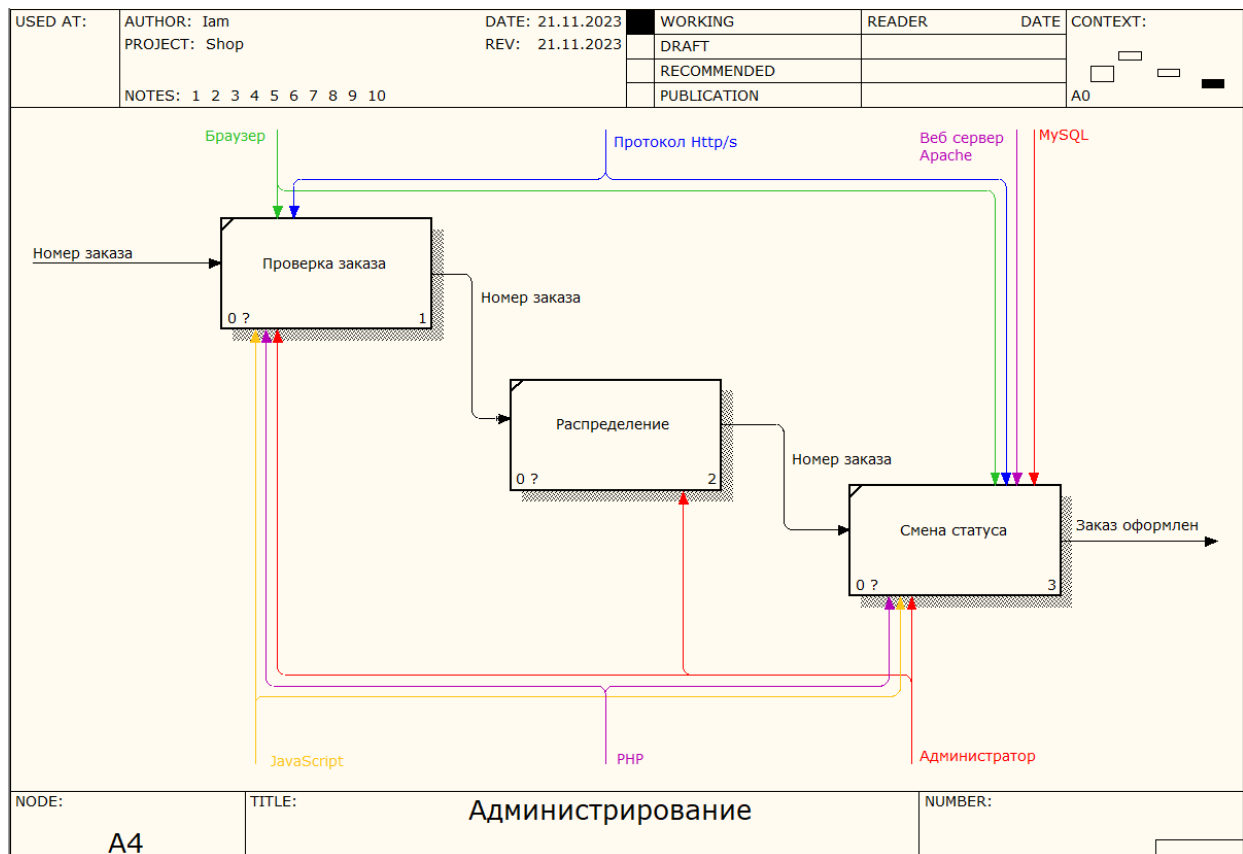 USED AT:
AUTHOR: Iam
DATE: 21.11.2023
PROJECT: Shop
REV: 21.11.2023
NOTES: 1 2 3 4 5 6 7 8 9 10
WORKING
DRAFT
RECOMMENDED
PUBLICATION
READER
DATE
CONTEXT:
A0
Браузер
Протокол Http/s
Веб сервер
Apache
MySQL
Номер заказа
Проверка заказа
0 ?
1
Номер заказа
Распределение
0 ?
2
Номер заказа
Смена статуса
0 ?
3
Заказ оформлен
JavaScript
PHP
Администратор
NODE:
A4
TITLE:
Администрирование
NUMBER: